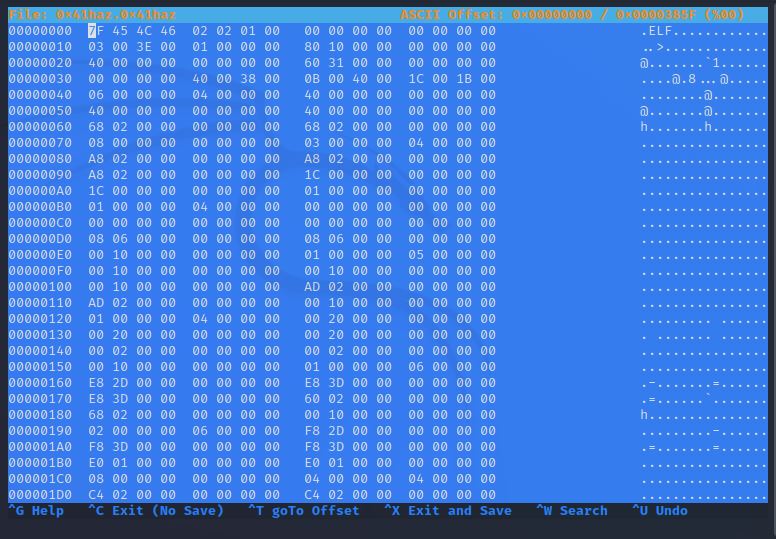 File: 0×41haz.0×41haz ASCII Offset: 0×00000000 / 0×0000385F (%00)
00000000 7F 45 4C 46 02 02 01 00 00 00 00 00 00 00 00 00 .ELF............
00000010 03 00 3E 00 01 00 00 00 80 10 00 00 00 00 00 00 ..>.............
00000020 40 00 00 00 00 00 00 00 60 31 00 00 00 00 00 00 @.......`1......
00000030 00 00 00 00 40 00 38 00 0B 00 40 00 1C 00 1B 00 ....@.8...@.....
00000040 06 00 00 00 04 00 00 00 40 00 00 00 00 00 00 00 ........@.......
00000050 40 00 00 00 00 00 00 00 40 00 00 00 00 00 00 00 @.......@.......
00000060 68 02 00 00 00 00 00 00 68 02 00 00 00 00 00 00 h.......h.......
00000070 08 00 00 00 00 00 00 00 03 00 00 00 04 00 00 00 ................
00000080 A8 02 00 00 00 00 00 00 A8 02 00 00 00 00 00 00 ................
00000090 A8 02 00 00 00 00 00 00 1C 00 00 00 00 00 00 00 ................
000000A0 1C 00 00 00 00 00 00 00 01 00 00 00 00 00 00 00 ................
000000B0 01 00 00 00 04 00 00 00 00 00 00 00 00 00 00 00 ................
000000C0 00 00 00 00 00 00 00 00 00 00 00 00 00 00 00 00 ................
000000D0 08 06 00 00 00 00 00 00 08 06 00 00 00 00 00 00 ................
000000E0 00 10 00 00 00 00 00 00 01 00 00 00 05 00 00 00 ................
000000F0 00 10 00 00 00 00 00 00 00 10 00 00 00 00 00 00 ................
00000100 00 10 00 00 00 00 00 00 AD 02 00 00 00 00 00 00 ................
00000110 AD 02 00 00 00 00 00 00 00 10 00 00 00 00 00 00 ................
00000120 01 00 00 00 04 00 00 00 00 20 00 00 00 00 00 00 ......... ......
00000130 00 20 00 00 00 00 00 00 00 20 00 00 00 00 00 00 . ....... ......
00000140 00 02 00 00 00 00 00 00 00 02 00 00 00 00 00 00 ................
00000150 00 10 00 00 00 00 00 00 01 00 00 00 06 00 00 00 ................
00000160 E8 2D 00 00 00 00 00 00 E8 3D 00 00 00 00 00 00 .-.......=......
00000170 E8 3D 00 00 00 00 00 00 60 02 00 00 00 00 00 00 .=......`.......
00000180 68 02 00 00 00 00 00 00 00 10 00 00 00 00 00 00 h...............
00000190 02 00 00 00 06 00 00 00 F8 2D 00 00 00 00 00 00 .........-......
000001A0 F8 3D 00 00 00 00 00 00 F8 3D 00 00 00 00 00 00 .=.......=......
000001B0 E0 01 00 00 00 00 00 00 E0 01 00 00 00 00 00 00 ................
000001C0 08 00 00 00 00 00 00 00 04 00 00 00 04 00 00 00 ................
000001D0 C4 02 00 00 00 00 00 00 C4 02 00 00 00 00 00 00 ................
^G Help ^C Exit (No Save) ^T goTo Offset ^X Exit and Save ^W Search ^U Undo